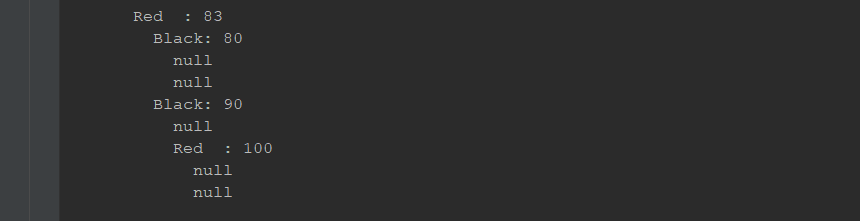 Red  : 83
Black: 80
null
null
Black: 90
null
Red  : 100
null
null